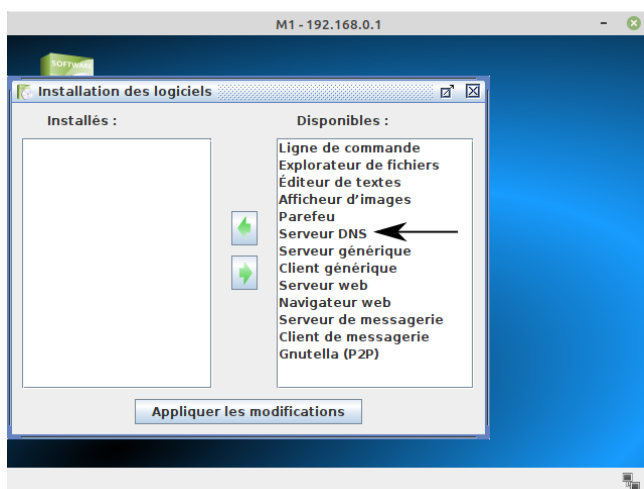 M1 - 192.168.0.1
SOFTWARE
Installation des logiciels
Installés :
Disponibles :
Ligne de commande
Explorateur de fichiers
Éditeur de textes
Afficheur d'images
Parefeu
Serveur DNS
Serveur générique
Client générique
Serveur web
Navigateur web
Serveur de messagerie
Client de messagerie
Gnutella (P2P)
Appliquer les modifications